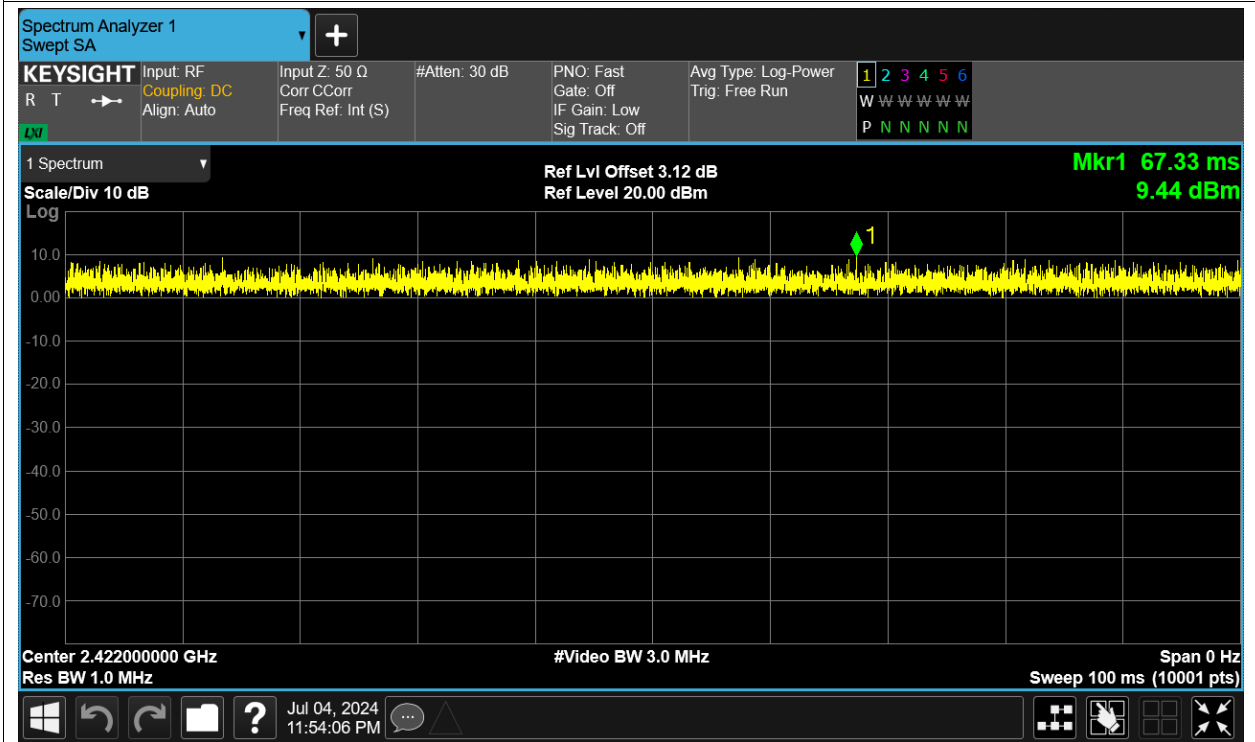 Spectrum Analyzer 1
Swept SA
KEYSIGHT
R T
LXI
Input: RF
Coupling: DC
Align: Auto
Input Z: 50 Ω
Corr CCorr
Freq Ref: Int (S)
#Atten: 30 dB
PNO: Fast
Gate: Off
IF Gain: Low
Sig Track: Off
Avg Type: Log-Power
Trig: Free Run
1 2 3 4 5 6
W W W W W W
P N N N N N
1 Spectrum
Scale/Div 10 dB
Ref Lvl Offset 3.12 dB
Ref Level 20.00 dBm
Mkr1 67.33 ms
9.44 dBm
Log
1
10.0
0.00
-10.0
-20.0
-30.0
-40.0
-50.0
-60.0
-70.0
Center 2.422000000 GHz
Res BW 1.0 MHz
#Video BW 3.0 MHz
Span 0 Hz
Sweep 100 ms (10001 pts)
?
Jul 04, 2024
11:54:06 PM